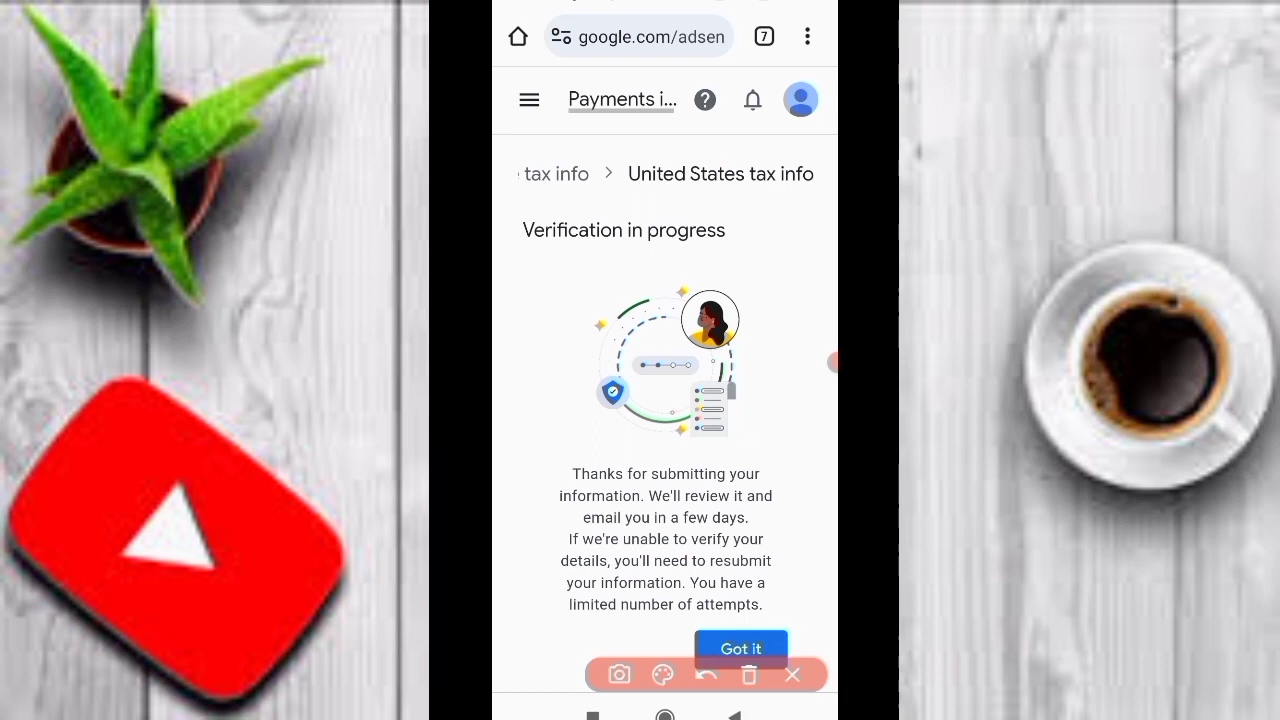 google.com/adsen
7
Payments i...
tax info > United States tax info
Verification in progress
Thanks for submitting your
information. We'll review it and
email you in a few days.
If we're unable to verify your
details, you'll need to resubmit
your information. You have a
limited number of attempts.
Got it